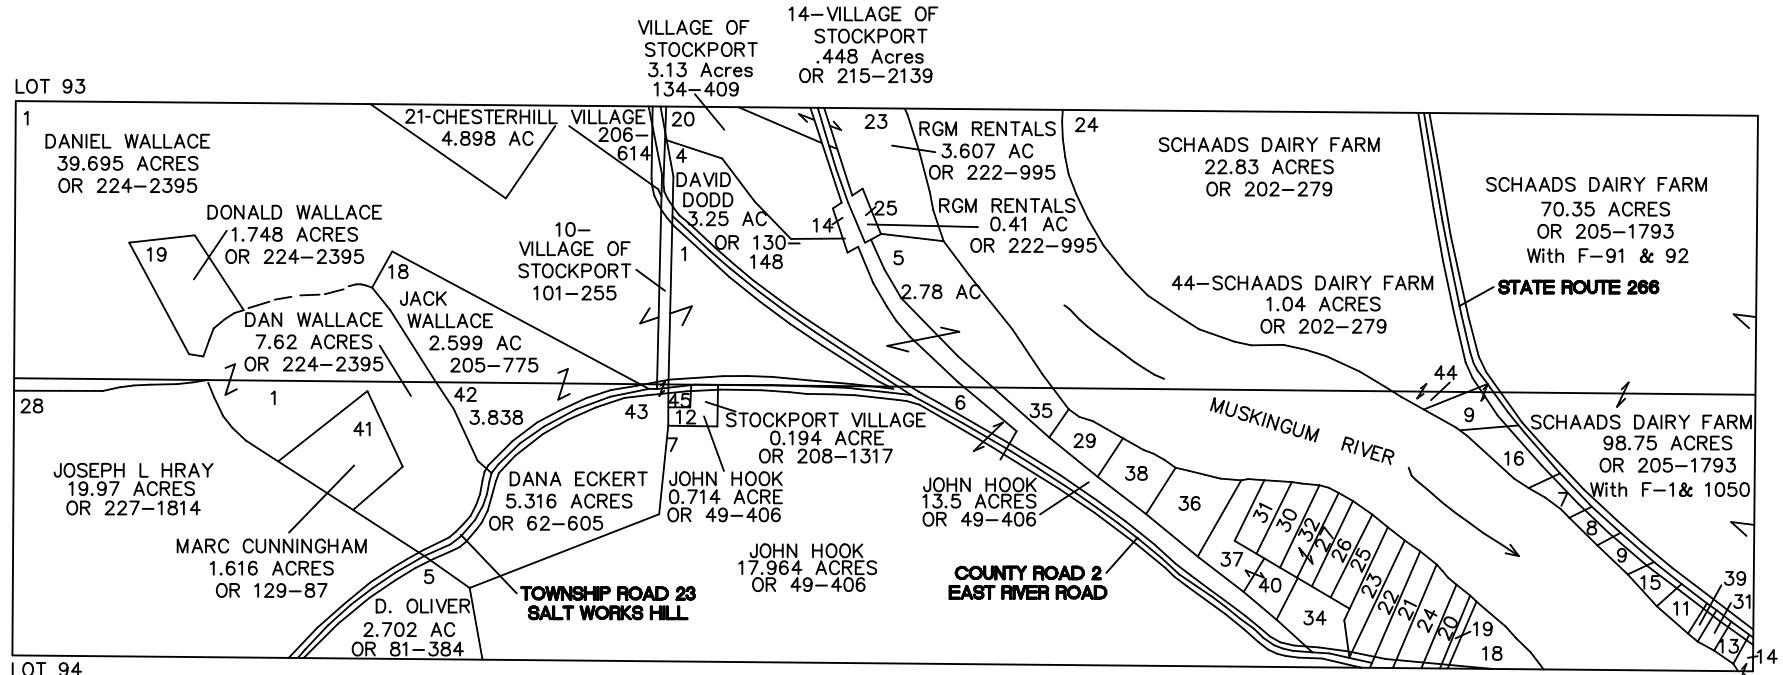 LOT 93
VILLAGE OF
STOCKPORT
3.13 Acres
134-409
14-VILLAGE OF
STOCKPORT
.448 Acres
OR 215-2139
1
DANIEL WALLACE
39.695 ACRES
OR 224-2395
21-CHESTERHILL VILLAGE
4.898 AC
206-
614
20
4
DAVID
DODD
3.25 AC
OR 130-
148
23
RGM RENTALS
3.607 AC
OR 222-995
24
SCHAADS DAIRY FARM
22.83 ACRES
OR 202-279
SCHAADS DAIRY FARM
70.35 ACRES
OR 205-1793
With F-91 & 92
STATE ROUTE 266
DONALD WALLACE
1.748 ACRES
OR 224-2395
19
10-
VILLAGE OF
STOCKPORT
101-255
1
14
25
RGM RENTALS
0.41 AC
OR 222-995
5
2.78 AC
44-SCHAADS DAIRY FARM
1.04 ACRES
OR 202-279
18
JACK
WALLACE
2.599 AC
205-775
DAN WALLACE
7.62 ACRES
OR 224-2395
28
1
41
42
3.838
43
45
12
7
STOCKPORT VILLAGE
0.194 ACRE
OR 208-1317
6
35
29
38
36
MUSKINGUM RIVER
44
9
16
7
8
9
15
11
39
31
13
14
SCHAADS DAIRY FARM
98.75 ACRES
OR 205-1793
With F-1& 1050
JOSEPH L HRAY
19.97 ACRES
OR 227-1814
DANA ECKERT
5.316 ACRES
OR 62-605
JOHN HOOK
0.714 ACRE
OR 49-406
JOHN HOOK
13.5 ACRES
OR 49-406
MARC CUNNINGHAM
1.616 ACRES
OR 129-87
JOHN HOOK
17.964 ACRES
OR 49-406
5
D. OLIVER
2.702 AC
OR 81-384
TOWNSHIP ROAD 23
SALT WORKS HILL
COUNTY ROAD 2
EAST RIVER ROAD
37
40
34
31
30
32
27
26
25
23
22
21
24
20
19
18
LOT 94